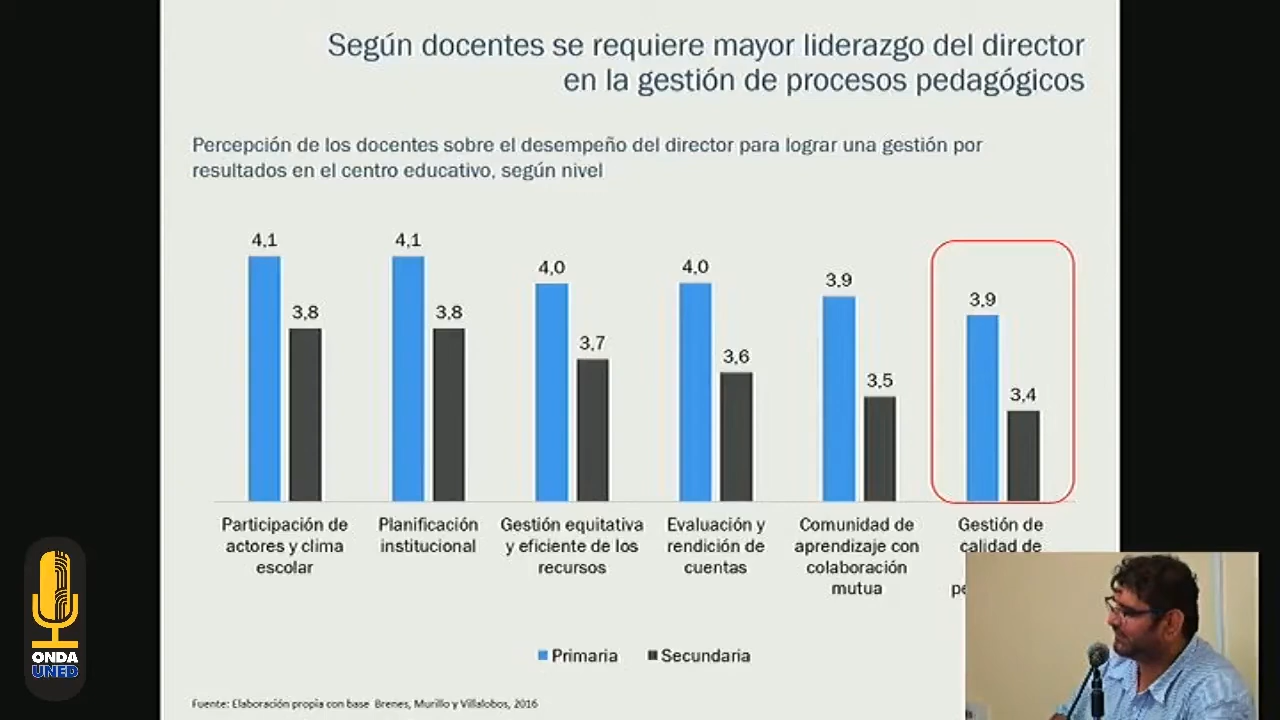 Según docentes se requiere mayor liderazgo del director
en la gestión de procesos pedagógicos
Percepción de los docentes sobre el desempeño del director para lograr una gestión por
resultados en el centro educativo, según nivel
4,1
3,8
4,1
3,8
4,0
3,7
4,0
3,6
3,9
3,5
3,9
3,4
Participación de
actores y clima
escolar
Planificación
institucional
Gestión equitativa
y eficiente de los
recursos
Evaluación y
rendición de
cuentas
Comunidad de
aprendizaje con
colaboración
mutua
Gestión de
calidad de
Primaria
Secundaria
Fuente: Elaboración propia con base Brenes, Murillo y Villalobos, 2016
ONDA
UNED